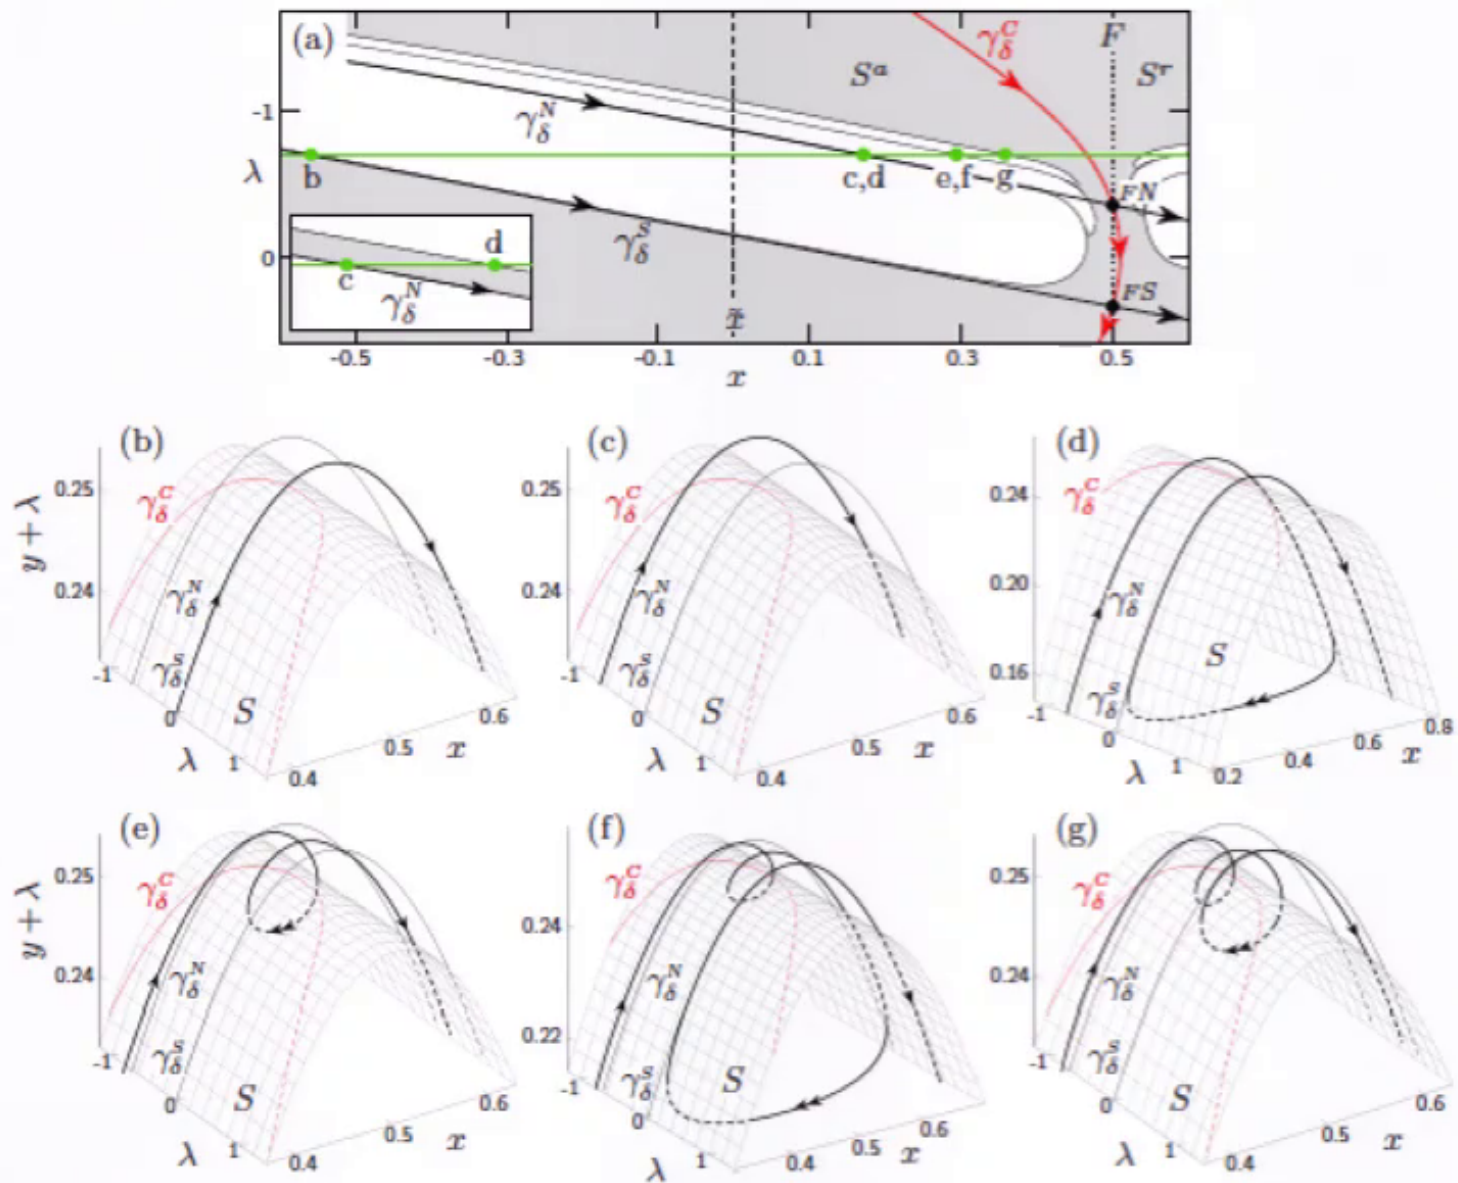 (a)
γ_δ^C
F
S^a
S^r
-1
γ_δ^N
λ
b
c,d
e,f
g
FN
γ_δ^S
0
d
c
γ_δ^N
FS
x̃
-0.5 -0.3 -0.1 0.1 0.3 0.5
x
(b)
0.25
γ_δ^C
y + λ
0.24
γ_δ^N
γ_δ^S
-1
0
S
λ
1
0.4
0.5
x
0.6
(c)
0.25
γ_δ^C
0.24
γ_δ^N
γ_δ^S
-1
0
S
λ
1
0.4
0.5
x
0.6
(d)
0.24
γ_δ^C
0.20
γ_δ^N
0.16
S
γ_δ^S
-1
0
λ
1
0.2
0.4
0.6
x
0.8
(e)
0.25
γ_δ^C
y + λ
0.24
γ_δ^N
γ_δ^S
-1
0
S
λ
1
0.4
0.5
x
0.6
(f)
γ_δ^C
0.24
γ_δ^N
0.22
γ_δ^S
S
-1
0
λ
1
0.4
0.5
x
0.6
(g)
0.25
γ_δ^C
0.24
γ_δ^N
γ_δ^S
-1
0
S
λ
1
0.4
0.5
x
0.6